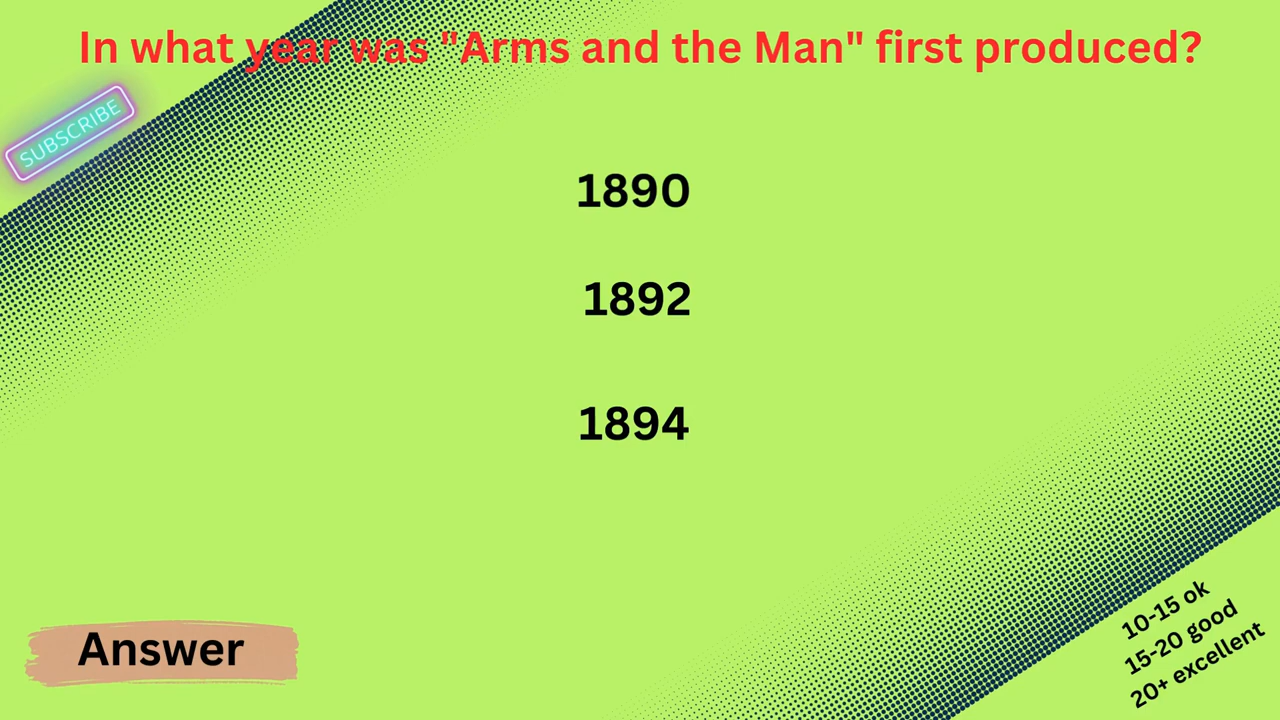 In what year was "Arms and the Man" first produced?
SUBSCRIBE
1890
1892
1894
Answer
10-15 ok
15-20 good
20+ excellent